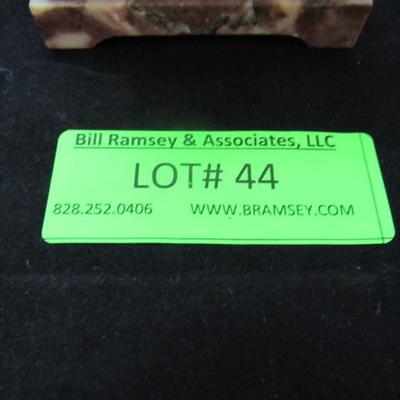 Bill Ramsey & Associates, LLC
LOT# 44
828.252.0406 WWW.BRAMSEY.COM